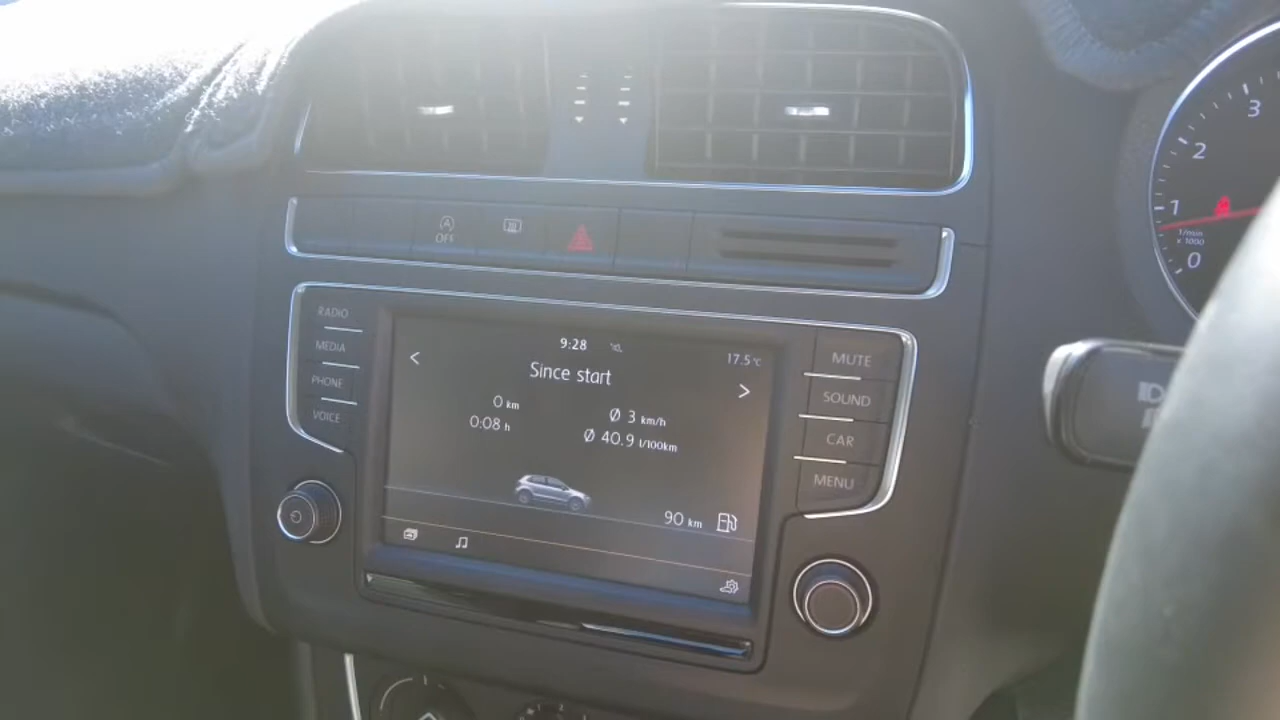 3
2
1
1/min
x 1000
0
OFF
RADIO
MEDIA
PHONE
VOICE
9:28
17.5°C
Since start
0 km
Ø 3 km/h
0:08 h
Ø 40.9 l/100km
90 km
MUTE
SOUND
CAR
MENU